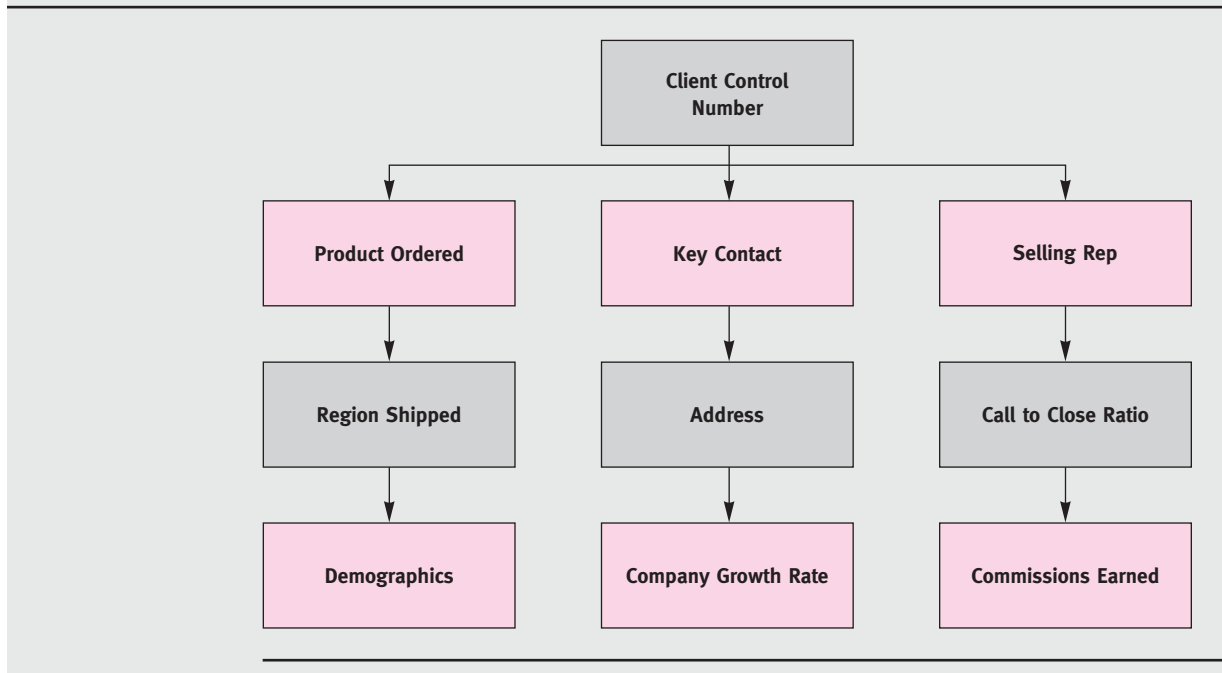 Client Control
Number
Product Ordered
Key Contact
Selling Rep
Region Shipped
Address
Call to Close Ratio
Demographics
Company Growth Rate
Commissions Earned